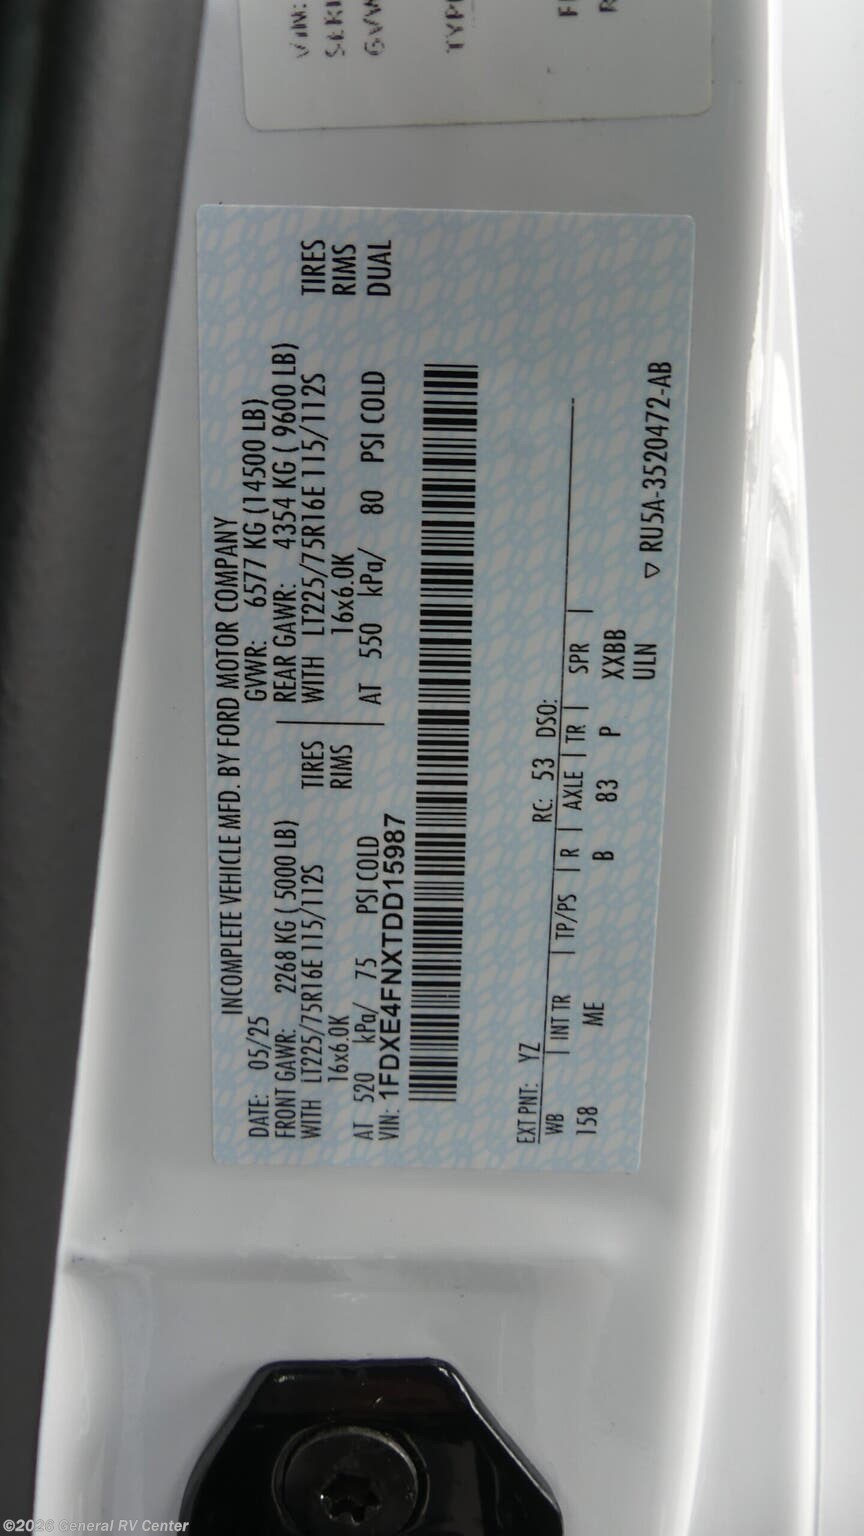 INCOMPLETE VEHICLE MFD. BY FORD MOTOR COMPANY
DATE: 05/25 GVWR: 6577 KG (14500 LB)
FRONT GAWR: 2268 KG ( 5000 LB) REAR GAWR: 4354 KG ( 9600 LB)
WITH LT225/75R16E 115/112S TIRES WITH LT225/75R16E 115/112S TIRES
16x6.0K RIMS 16x6.0K RIMS
AT 520 kPa/ 75 PSI COLD AT 550 kPa/ 80 PSI COLD DUAL
VIN: 1FDXE4FNXTDD15987
EXT PNT: YZ RC: 53 DSO:
WB INT TR TP/PS R AXLE TR SPR
158 ME B 83 P XXBB
ULN
▽ RU5A-3520472-AB
VIN:
GVW
©2026 General RV Center